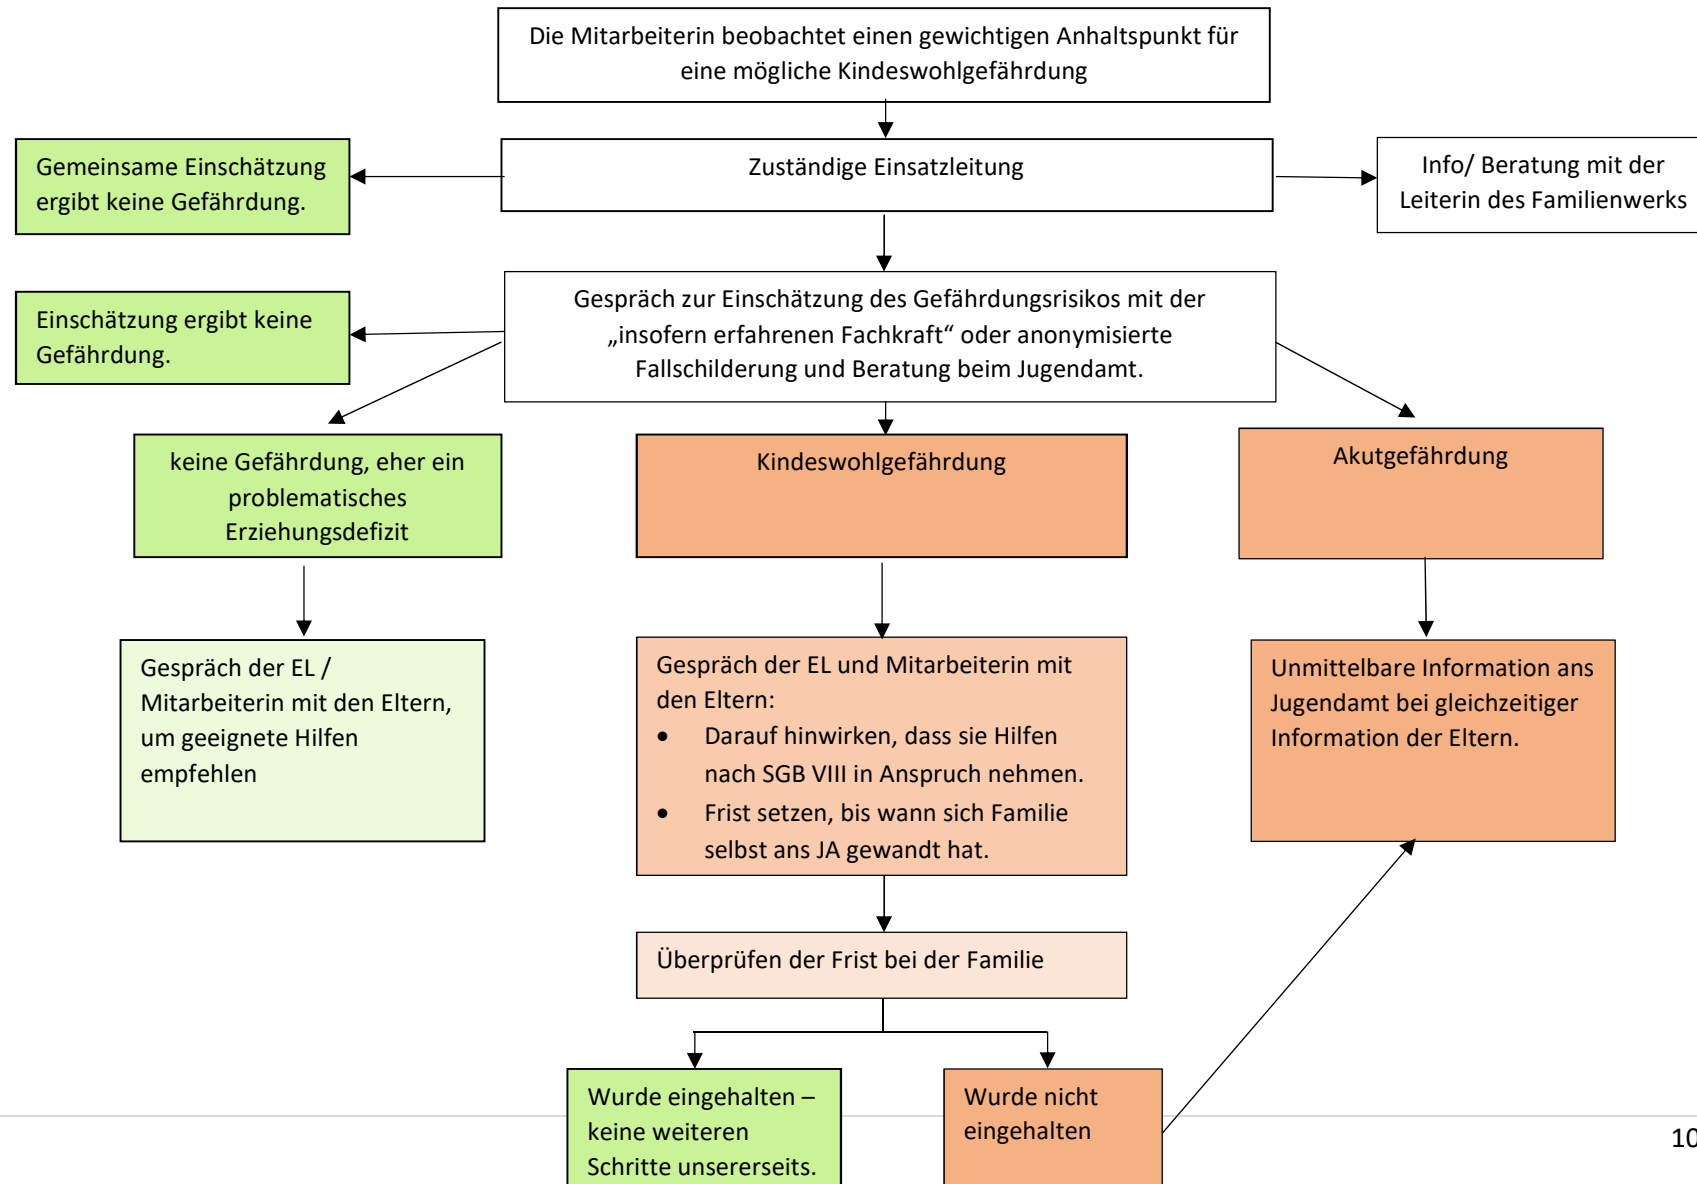 Die Mitarbeiterin beobachtet einen gewichtigen Anhaltspunkt für
eine mögliche Kindeswohlgefährdung
Gemeinsame Einschätzung
ergibt keine Gefährdung.
Zuständige Einsatzleitung
Info/ Beratung mit der
Leiterin des Familienwerks
Einschätzung ergibt keine
Gefährdung.
Gespräch zur Einschätzung des Gefährdungsrisikos mit der
„insofern erfahrenen Fachkraft“ oder anonymisierte
Fallschilderung und Beratung beim Jugendamt.
keine Gefährdung, eher ein
problematisches
Erziehungsdefizit
Kindeswohlgefährdung
Akutgefährdung
Gespräch der EL /
Mitarbeiterin mit den Eltern,
um geeignete Hilfen
empfehlen
Gespräch der EL und Mitarbeiterin mit
den Eltern:
• Darauf hinwirken, dass sie Hilfen
nach SGB VIII in Anspruch nehmen.
• Frist setzen, bis wann sich Familie
selbst ans JA gewandt hat.
Unmittelbare Information ans
Jugendamt bei gleichzeitiger
Information der Eltern.
Überprüfen der Frist bei der Familie
Wurde eingehalten –
keine weiteren
Schritte unsererseits.
Wurde nicht
eingehalten
10